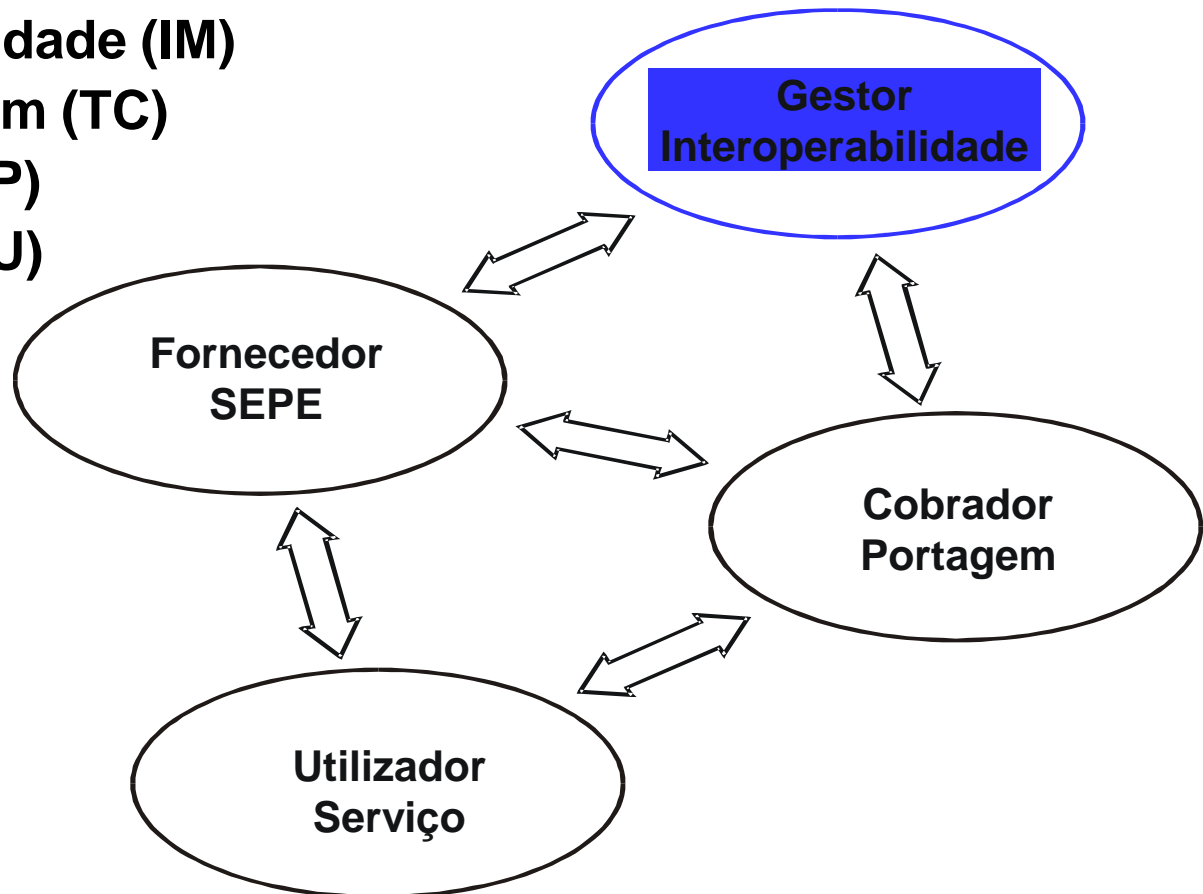 dade (IM)
m (TC)
P)
U)
Gestor
Interoperabilidade
Fornecedor
SEPE
Cobrador
Portagem
Utilizador
Serviço